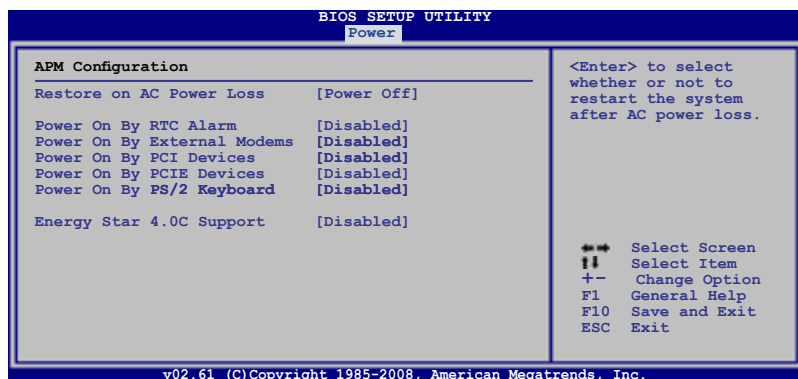 BIOS SETUP UTILITY
Power
APM Configuration
Restore on AC Power Loss [Power Off]
Power On By RTC Alarm [Disabled]
Power On By External Modems [Disabled]
Power On By PCI Devices [Disabled]
Power On By PCIE Devices [Disabled]
Power On By PS/2 Keyboard [Disabled]
Energy Star 4.0C Support [Disabled]
<Enter> to select
whether or not to
restart the system
after AC power loss.
←→ Select Screen
↑↓ Select Item
+- Change Option
F1 General Help
F10 Save and Exit
ESC Exit
v02.61 (C)Copyright 1985-2008, American Megatrends, Inc.